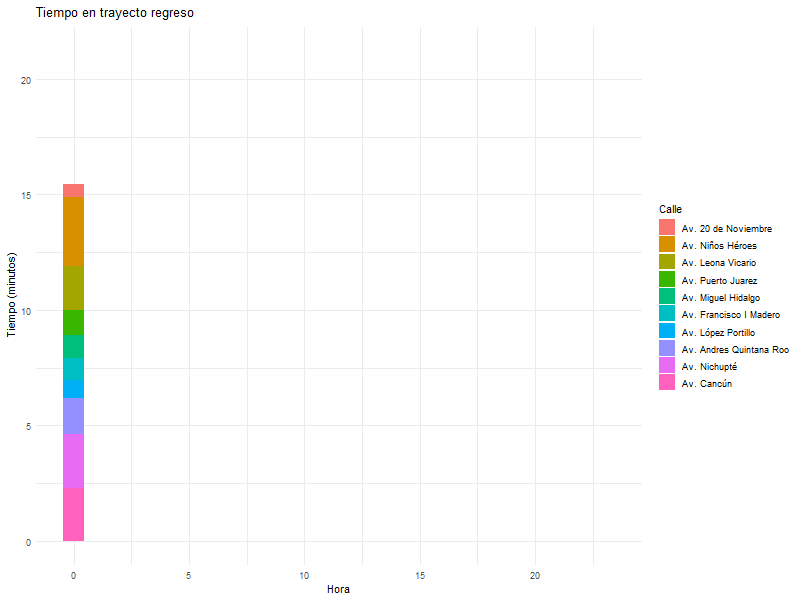 Tiempo en trayecto regreso
20
15
10
5
0
Tiempo (minutos)
0 5 10 15 20
Hora
Calle
Av. 20 de Noviembre
Av. Niños Héroes
Av. Leona Vicario
Av. Puerto Juarez
Av. Miguel Hidalgo
Av. Francisco I Madero
Av. López Portillo
Av. Andres Quintana Roo
Av. Nichupté
Av. Cancún